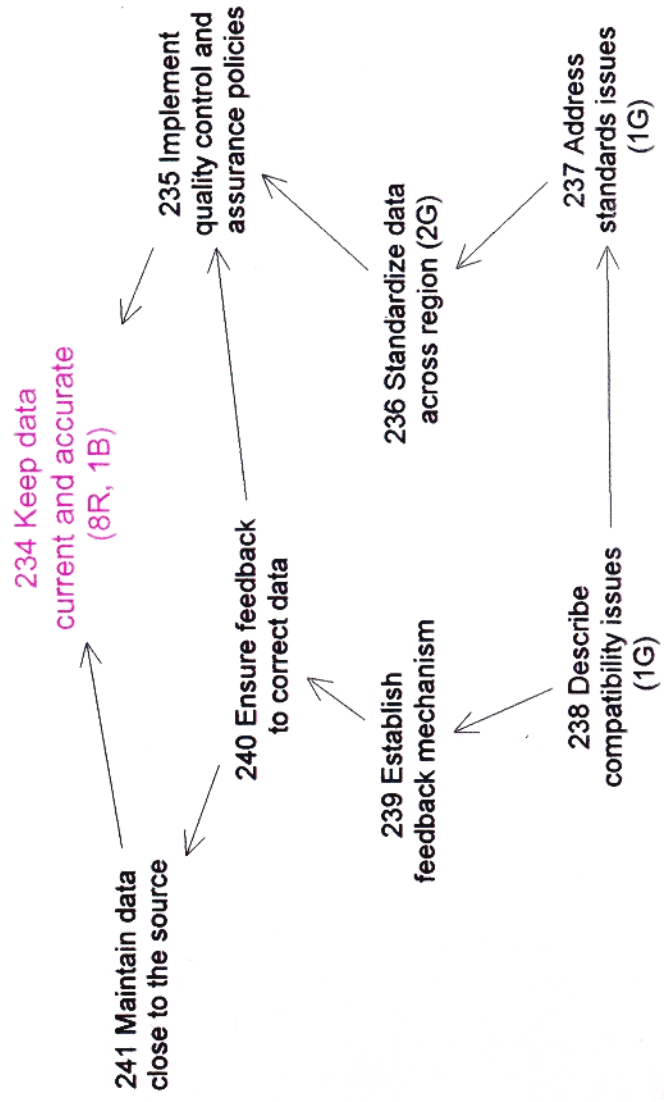 234 Keep data
current and accurate
(8R, 1B)
241 Maintain data
close to the source
235 Implement
quality control and
assurance policies
240 Ensure feedback
to correct data
236 Standardize data
across region (2G)
239 Establish
feedback mechanism
238 Describe
compatibility issues
(1G)
237 Address
standards issues
(1G)